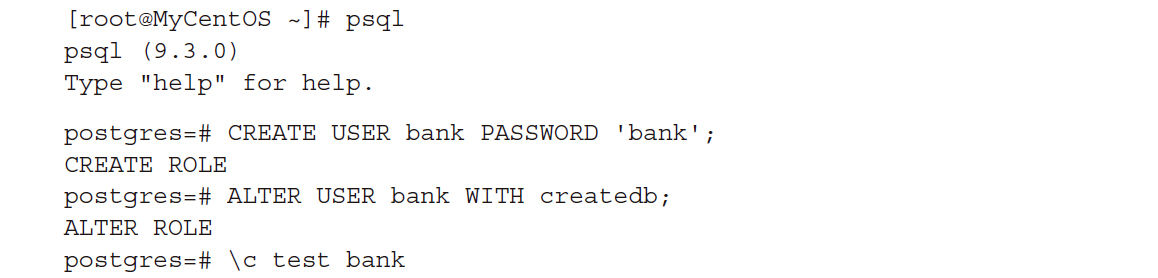 [root@MyCentOS ~]# psql
psql (9.3.0)
Type "help" for help.
postgres=# CREATE USER bank PASSWORD 'bank';
CREATE ROLE
postgres=# ALTER USER bank WITH createdb;
ALTER ROLE
postgres=# \c test bank